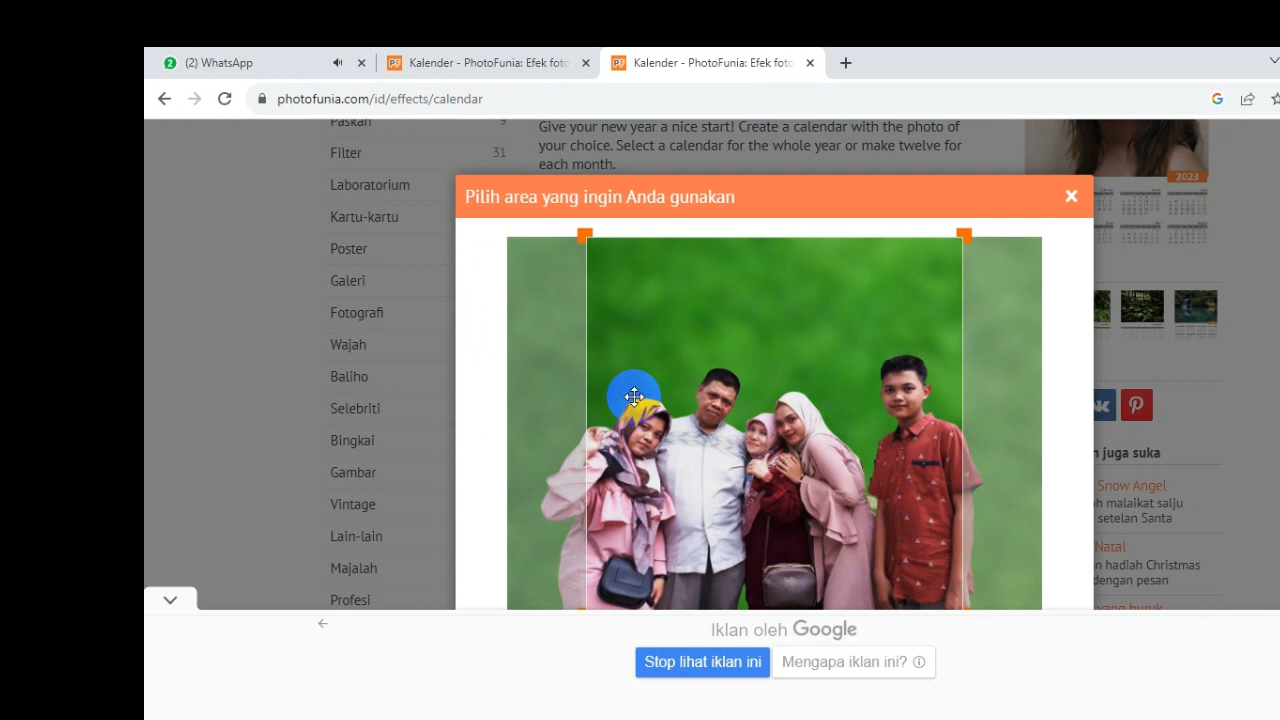 (2) WhatsApp
Kalender - PhotoFunia: Efek foto
Kalender - PhotoFunia: Efek foto
photofunia.com/id/effects/calendar
Paskah 9
Filter 31
Laboratorium
Kartu-kartu
Poster
Galeri
Fotografi
Wajah
Baliho
Selebriti
Bingkai
Gambar
Vintage
Lain-lain
Majalah
Profesi
Give your new year a nice start! Create a calendar with the photo of
your choice. Select a calendar for the whole year or make twelve for
each month.
Pilih area yang ingin Anda gunakan
2023
juga suka
Snow Angel
malaikat salju
setelan Santa
Natal
hadiah Christmas
dengan pesan
yang buruk
Iklan oleh Google
Stop lihat iklan ini
Mengapa iklan ini?